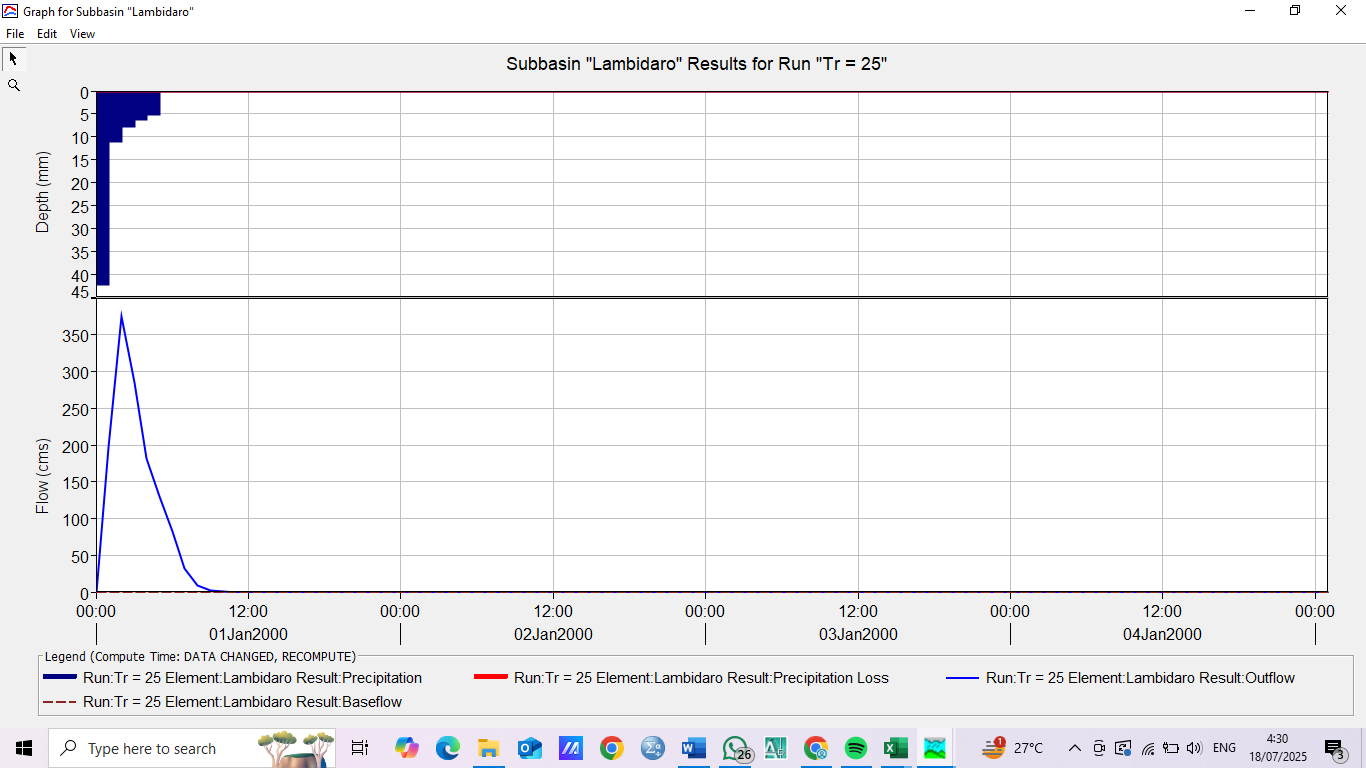 Graph for Subbasin "Lambidaro"
File Edit View
Subbasin "Lambidaro" Results for Run "Tr = 25"
Depth (mm)
0
5
10
15
20
25
30
35
40
45
Flow (cms)
350
300
250
200
150
100
50
0
00:00 12:00 00:00 12:00 00:00 12:00 00:00 12:00 00:00
01Jan2000 02Jan2000 03Jan2000 04Jan2000
Legend (Compute Time: DATA CHANGED, RECOMPUTE)
Run:Tr = 25 Element:Lambidaro Result:Precipitation Run:Tr = 25 Element:Lambidaro Result:Precipitation Loss Run:Tr = 25 Element:Lambidaro Result:Outflow
Run:Tr = 25 Element:Lambidaro Result:Baseflow
Type here to search 26 1 27°C ENG 4:30
18/07/2025 3